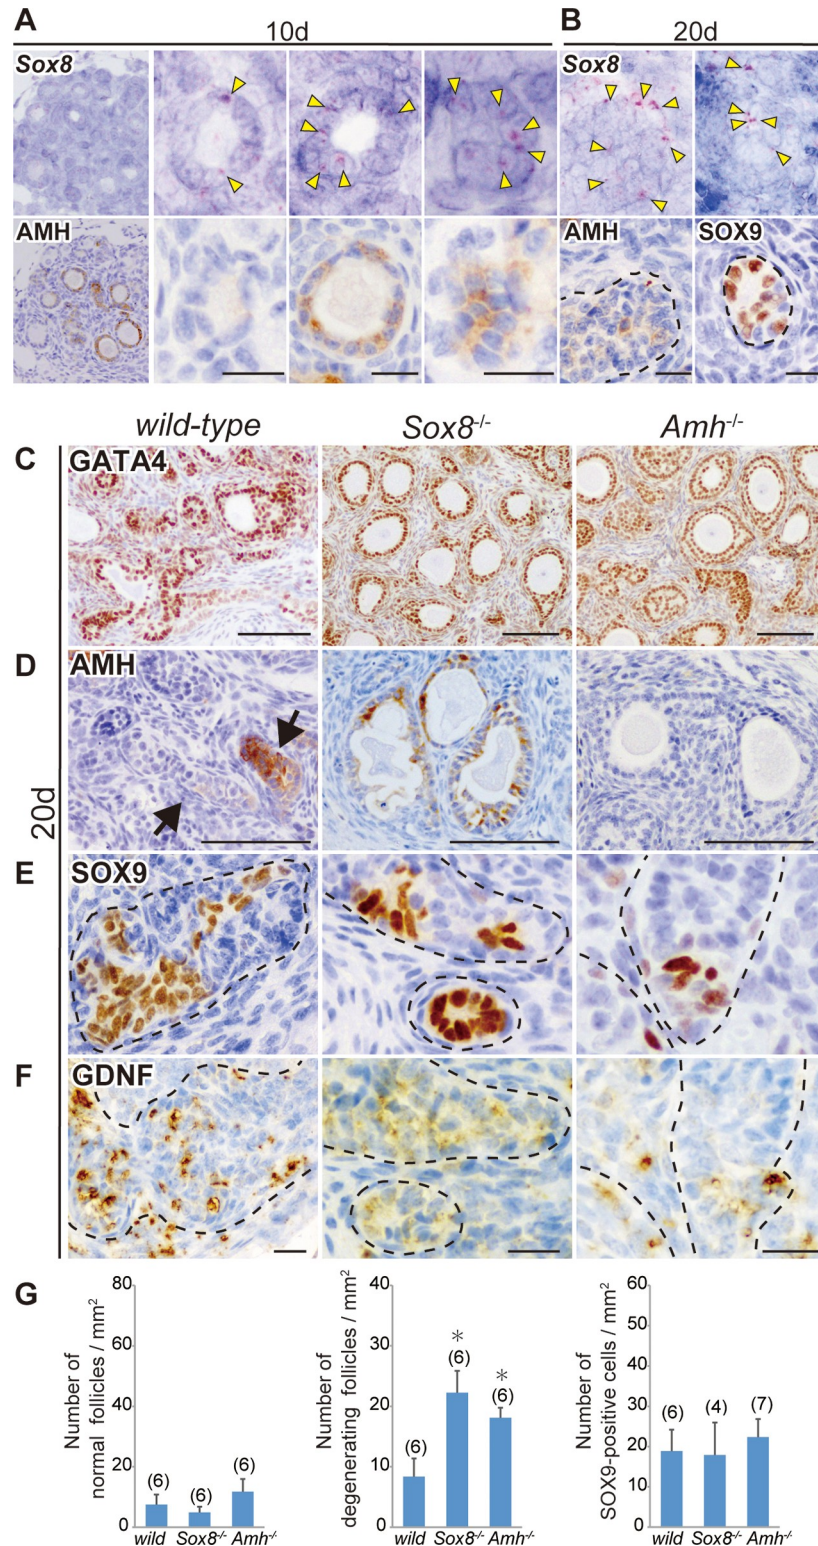 A
10d
B
20d
Sox8
Sox8
AMH
AMH
SOX9
wild-type
Sox8-/-
Amh-/-
20d
C
GATA4
D
AMH
E
SOX9
F
GDNF
G
Number of
normal follicles / mm²
80
60
40
20
0
(6)
(6)
(6)
wild
Sox8-/-
Amh-/-
Number of
degenerating follicles / mm²
40
30
20
10
0
(6)
*
(6)
*
(6)
wild
Sox8-/-
Amh-/-
Number of
SOX9-positive cells / mm²
60
50
40
30
20
10
0
(6)
(4)
(7)
wild
Sox8-/-
Amh-/-